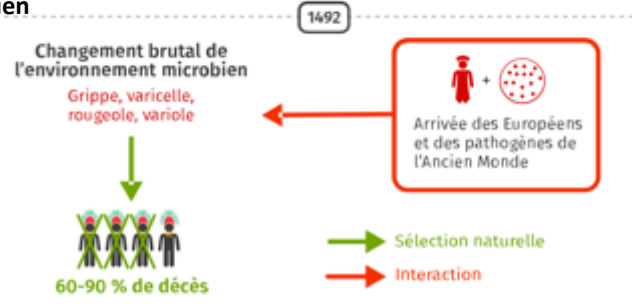 en
1492
Changement brutal de
l'environnement microbien
Grippe, varicelle,
rougeole, variole
Arrivée des Européens
et des pathogènes de
l'Ancien Monde
60-90 % de décès
Sélection naturelle
Interaction